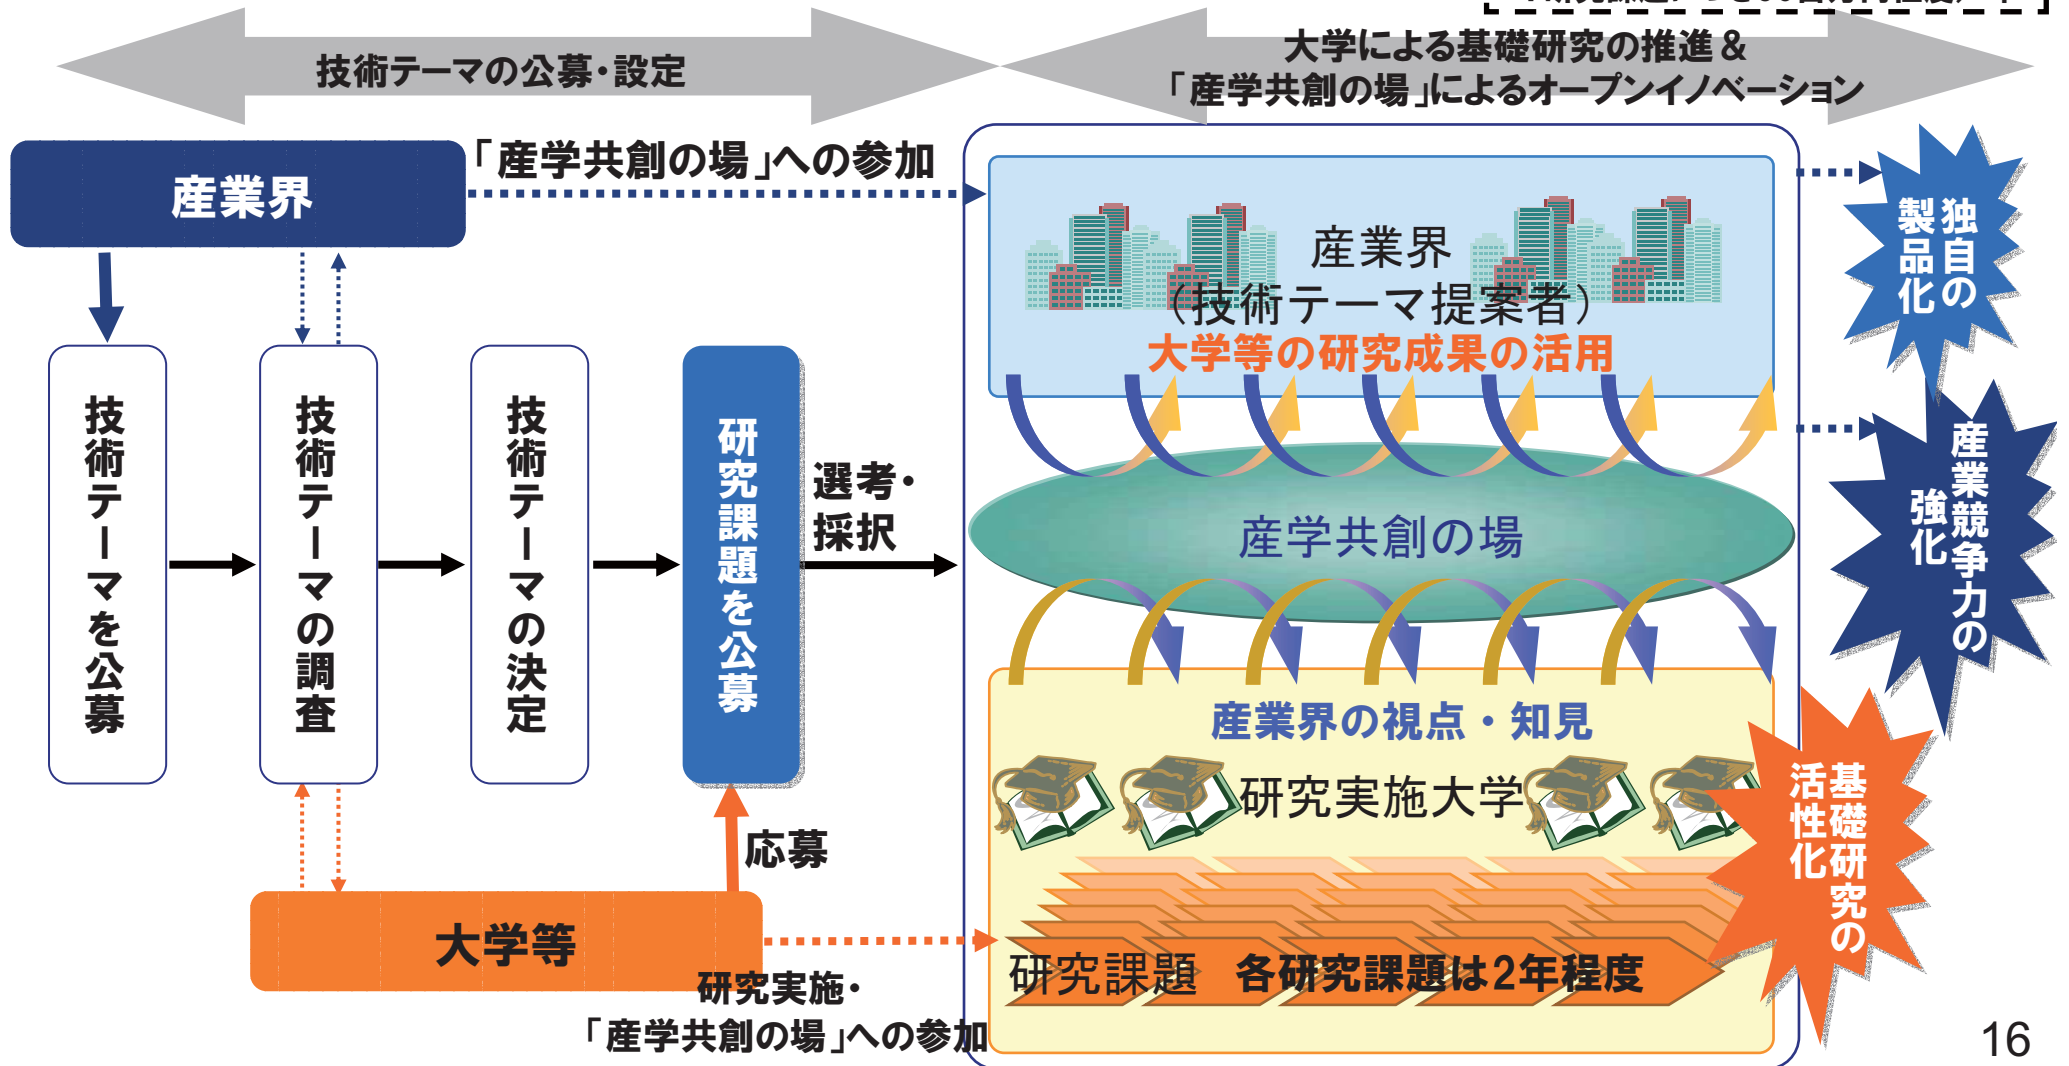 技術テーマの公募・設定
大学による基礎研究の推進＆
「産学共創の場」によるオープンイノベーション
産業界
「産学共創の場」への参加
産業界
（技術テーマ提案者）
大学等の研究成果の活用
独自の
製品化
技術テーマを公募
技術テーマの調査
技術テーマの決定
研究課題を公募
選考・
採択
産学共創の場
産業競争力の
強化
産業界の視点・知見
研究実施大学
基礎研究の
活性化
応募
大学等
研究課題　各研究課題は2年程度
研究実施・
「産学共創の場」への参加
16